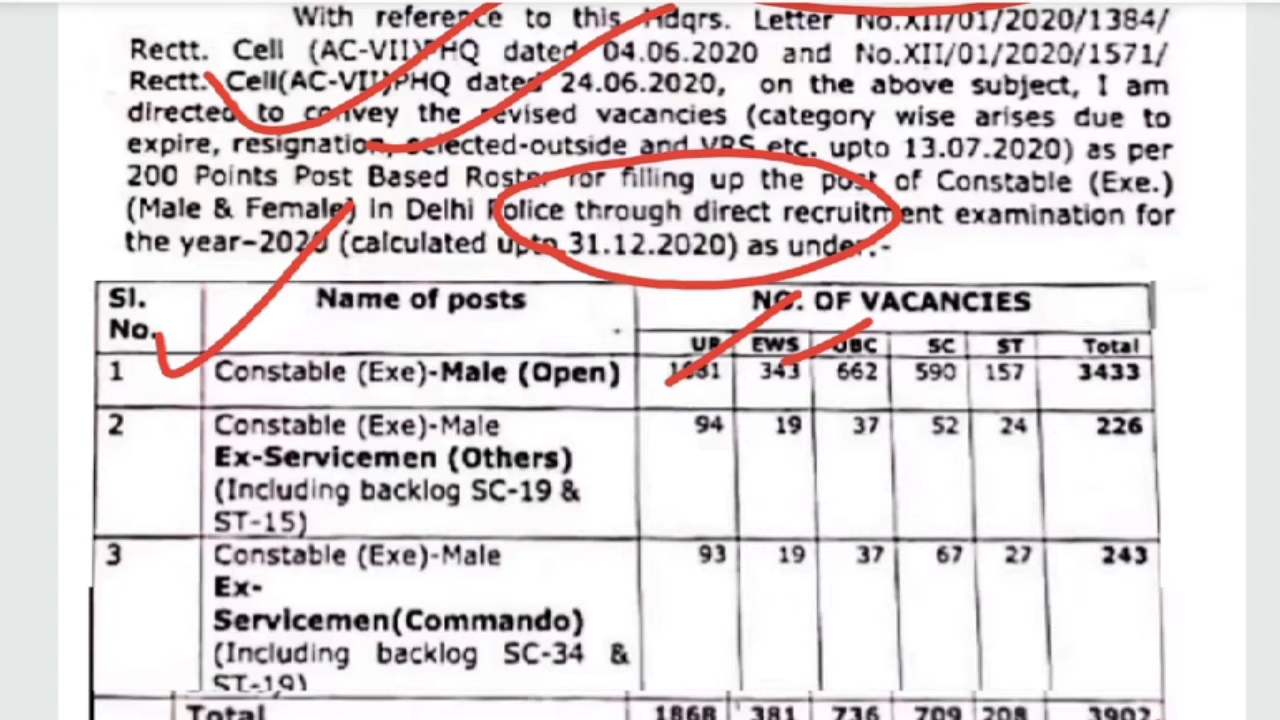 With reference to this Hdqrs. Letter No.XII/01/2020/1384/
Rectt. Cell (AC-VII)PHQ dated 04.06.2020 and No.XII/01/2020/1571/
Rectt. Cell(AC-VII)PHQ dated 24.06.2020, on the above subject, I am
directed to convey the revised vacancies (category wise arises due to
expire, resignation, selected-outside and VRS etc. upto 13.07.2020) as per
200 Points Post Based Roster for filling up the post of Constable (Exe.)
(Male & Female) in Delhi Police through direct recruitment examination for
the year-2020 (calculated upto 31.12.2020) as under:-
Sl. No. Name of posts NO. OF VACANCIES
UR EWS OBC SC ST Total
1 Constable (Exe)-Male (Open) 1681 343 662 590 157 3433
2 Constable (Exe)-Male 94 19 37 52 24 226
Ex-Servicemen (Others)
(Including backlog SC-19 &
ST-15)
3 Constable (Exe)-Male 93 19 37 67 27 243
Ex-
Servicemen(Commando)
(Including backlog SC-34 &
ST-19)
Total 1868 381 736 709 208 3902